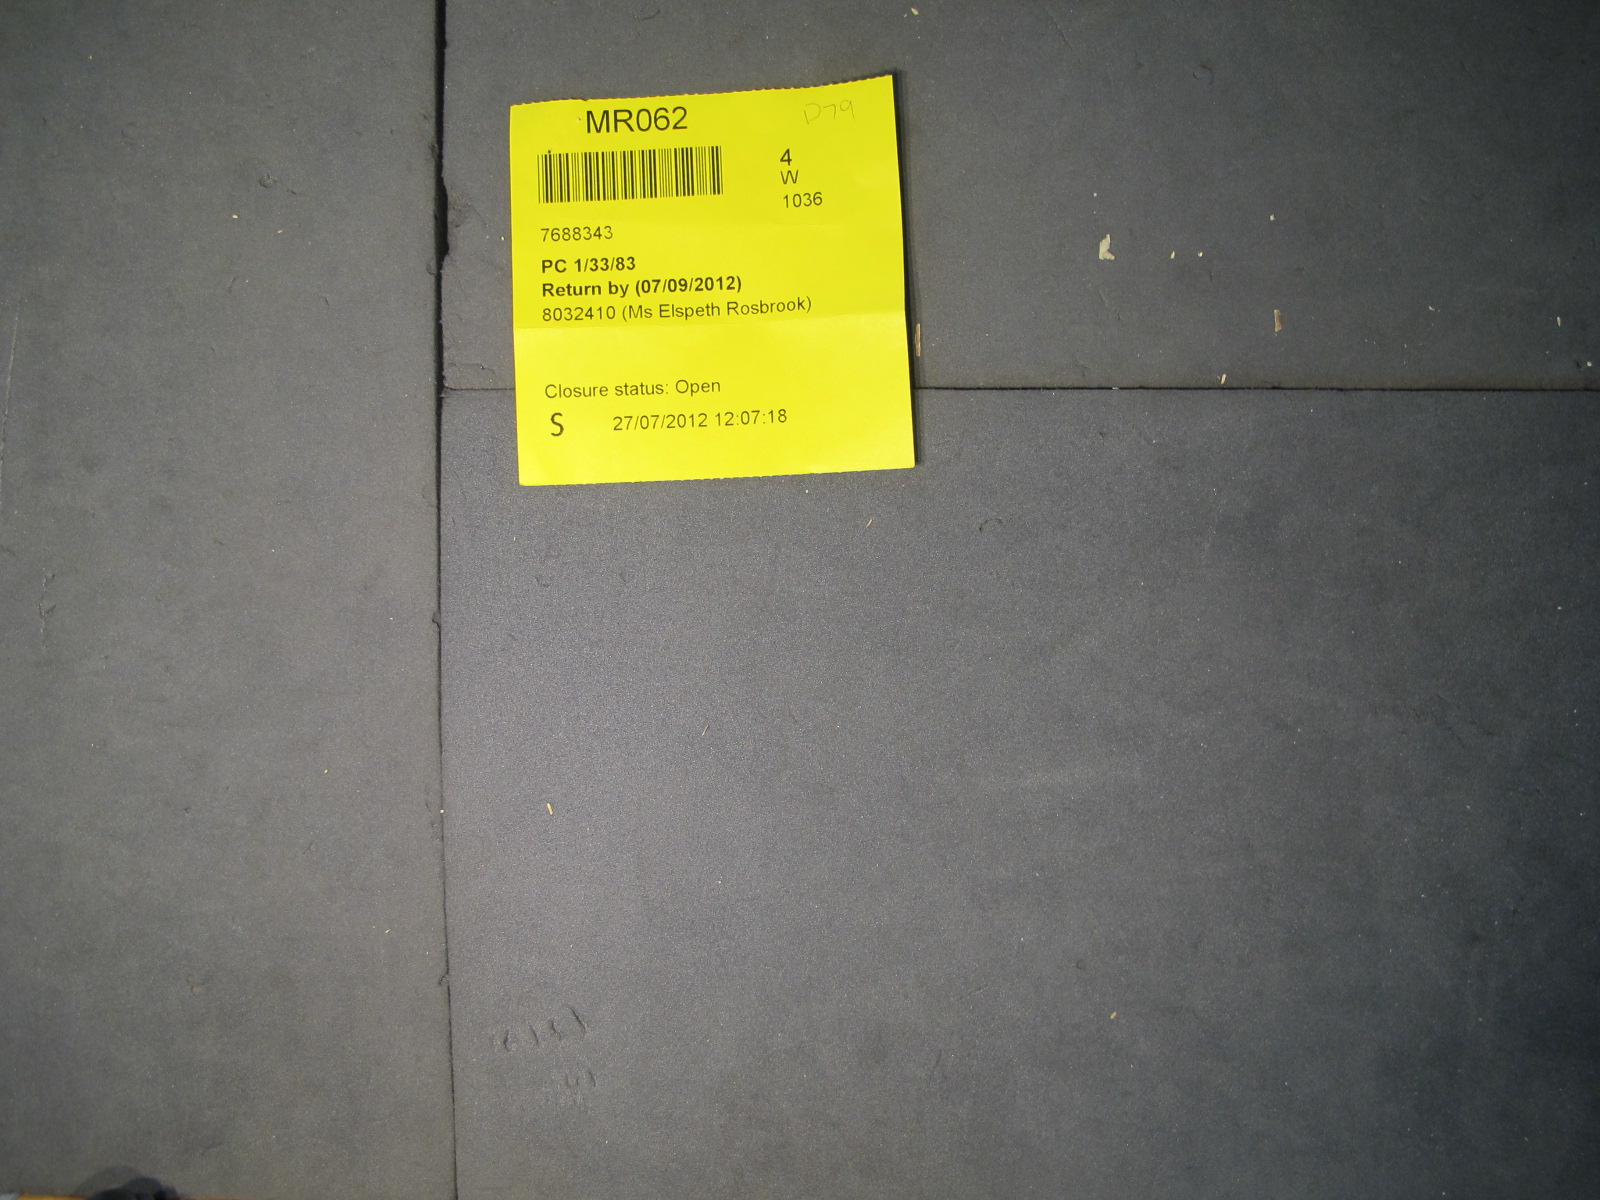 MR062
D79
4
W
1036
7688343
PC 1/33/83
Return by (07/09/2012)
8032410 (Ms Elspeth Rosbrook)
Closure status: Open
S 27/07/2012 12:07:18